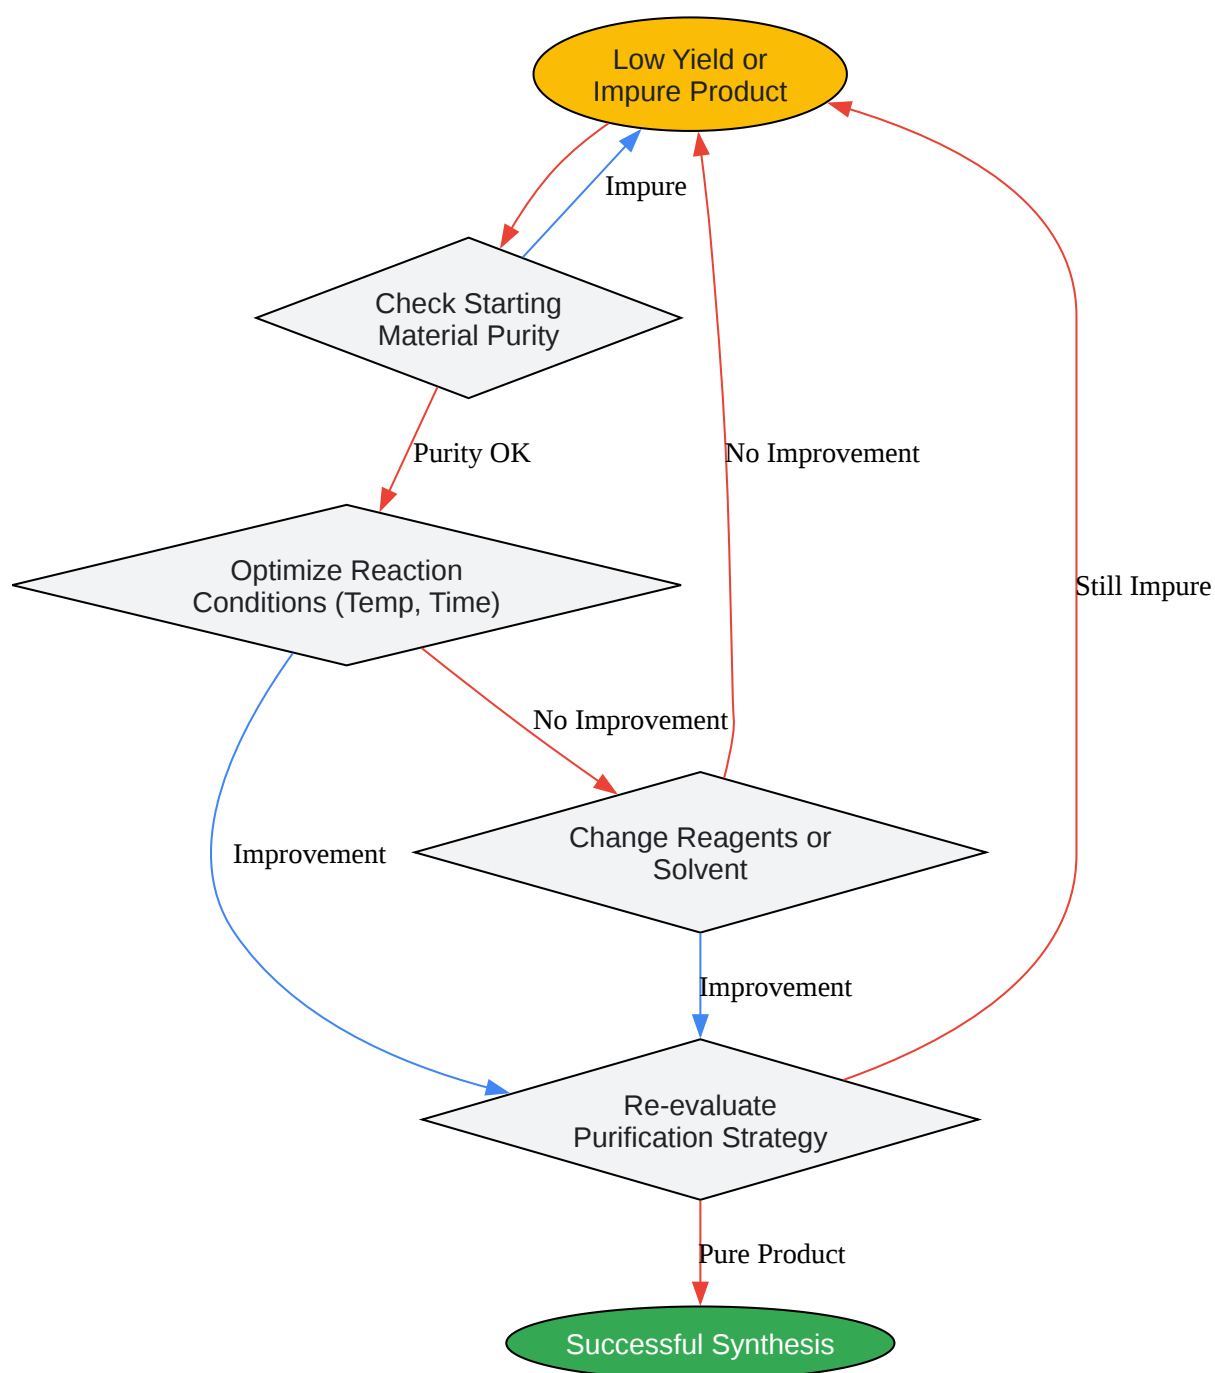 Low Yield or
Impure Product
Impure
Check Starting
Material Purity
Purity OK
No Improvement
Optimize Reaction
Conditions (Temp, Time)
Still Impure
No Improvement
Change Reagents or
Solvent
Improvement
Improvement
Re-evaluate
Purification Strategy
Pure Product
Successful Synthesis